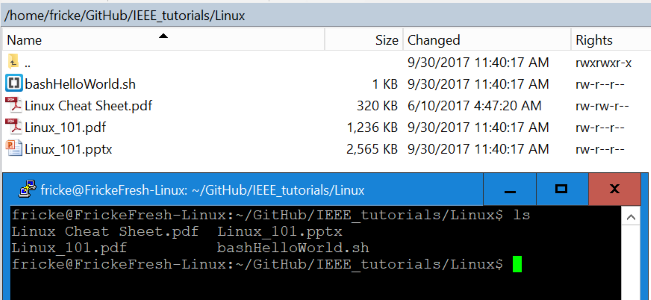 /home/fricke/GitHub/IEEE_tutorials/Linux
Name Size Changed Rights
.. 9/30/2017 11:40:17 AM rwxrwxr-x
bashHelloWorld.sh 1 KB 9/30/2017 11:40:17 AM rw-r--r--
Linux Cheat Sheet.pdf 320 KB 6/10/2017 4:47:20 AM rw-rw-r--
Linux_101.pdf 1,236 KB 9/30/2017 11:40:17 AM rw-r--r--
Linux_101.pptx 2,565 KB 9/30/2017 11:40:17 AM rw-r--r--
fricke@FrickeFresh-Linux: ~/GitHub/IEEE_tutorials/Linux
fricke@FrickeFresh-Linux:~/GitHub/IEEE_tutorials/Linux$ ls
Linux Cheat Sheet.pdf Linux_101.pptx
Linux_101.pdf bashHelloWorld.sh
fricke@FrickeFresh-Linux:~/GitHub/IEEE_tutorials/Linux$